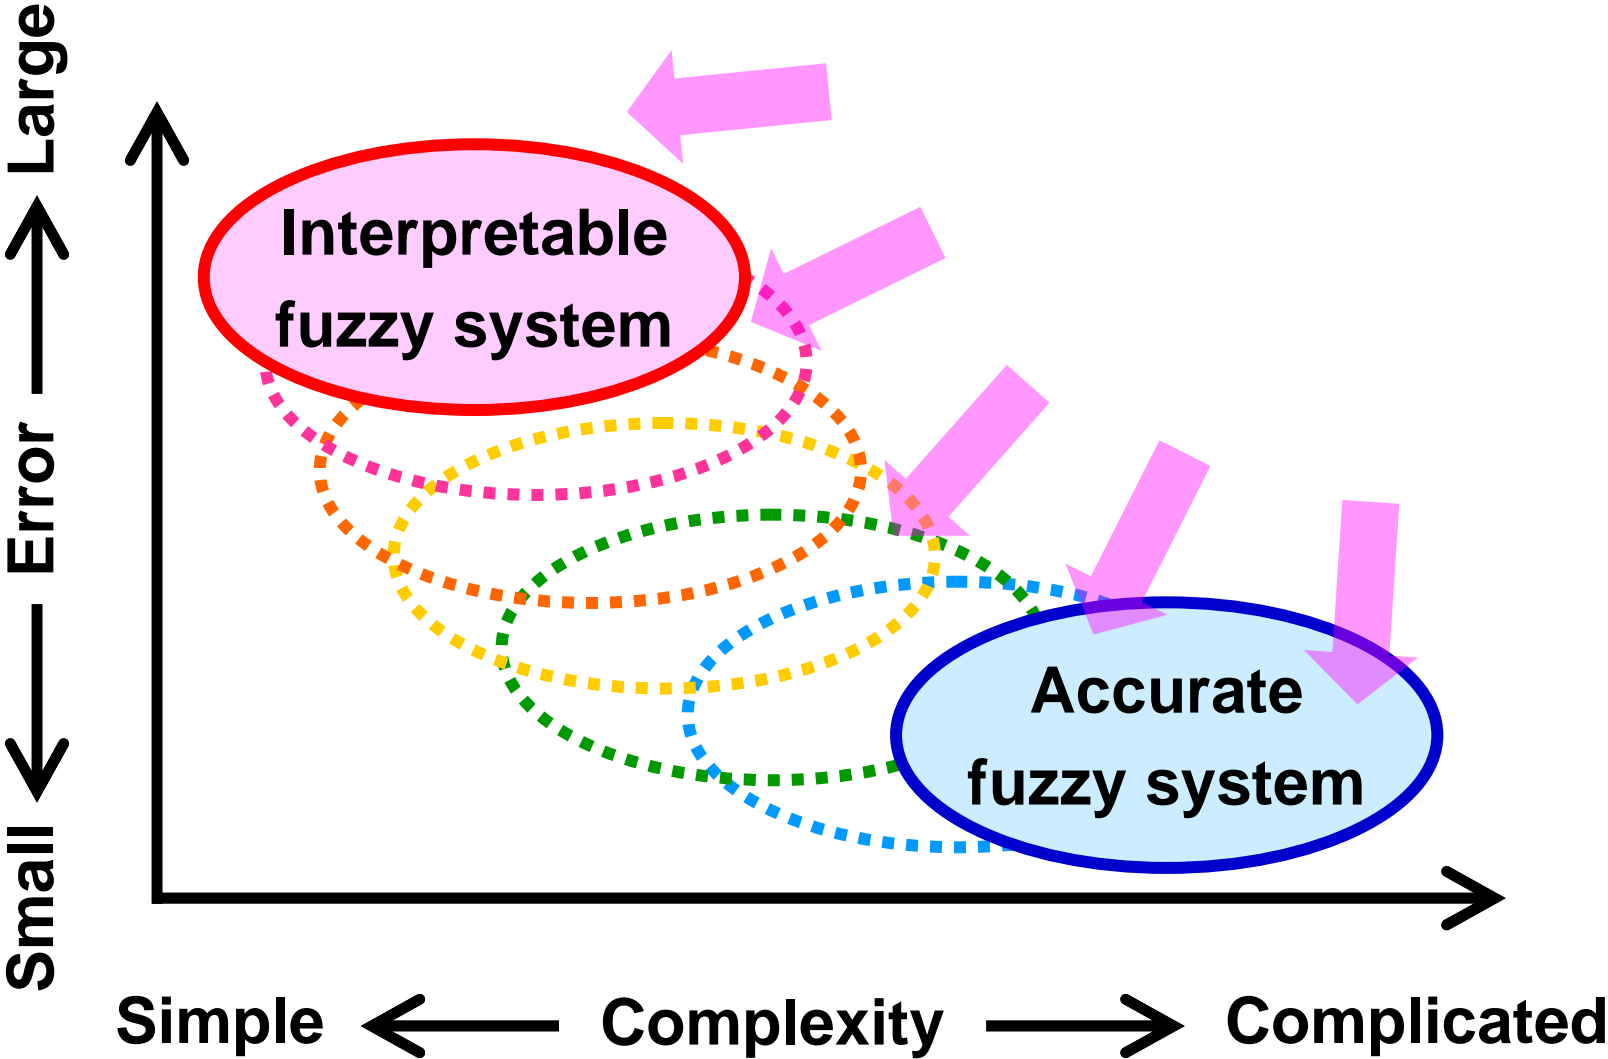 Large
Error
Small
Interpretable
fuzzy system
Accurate
fuzzy system
Simple
Complexity
Complicated